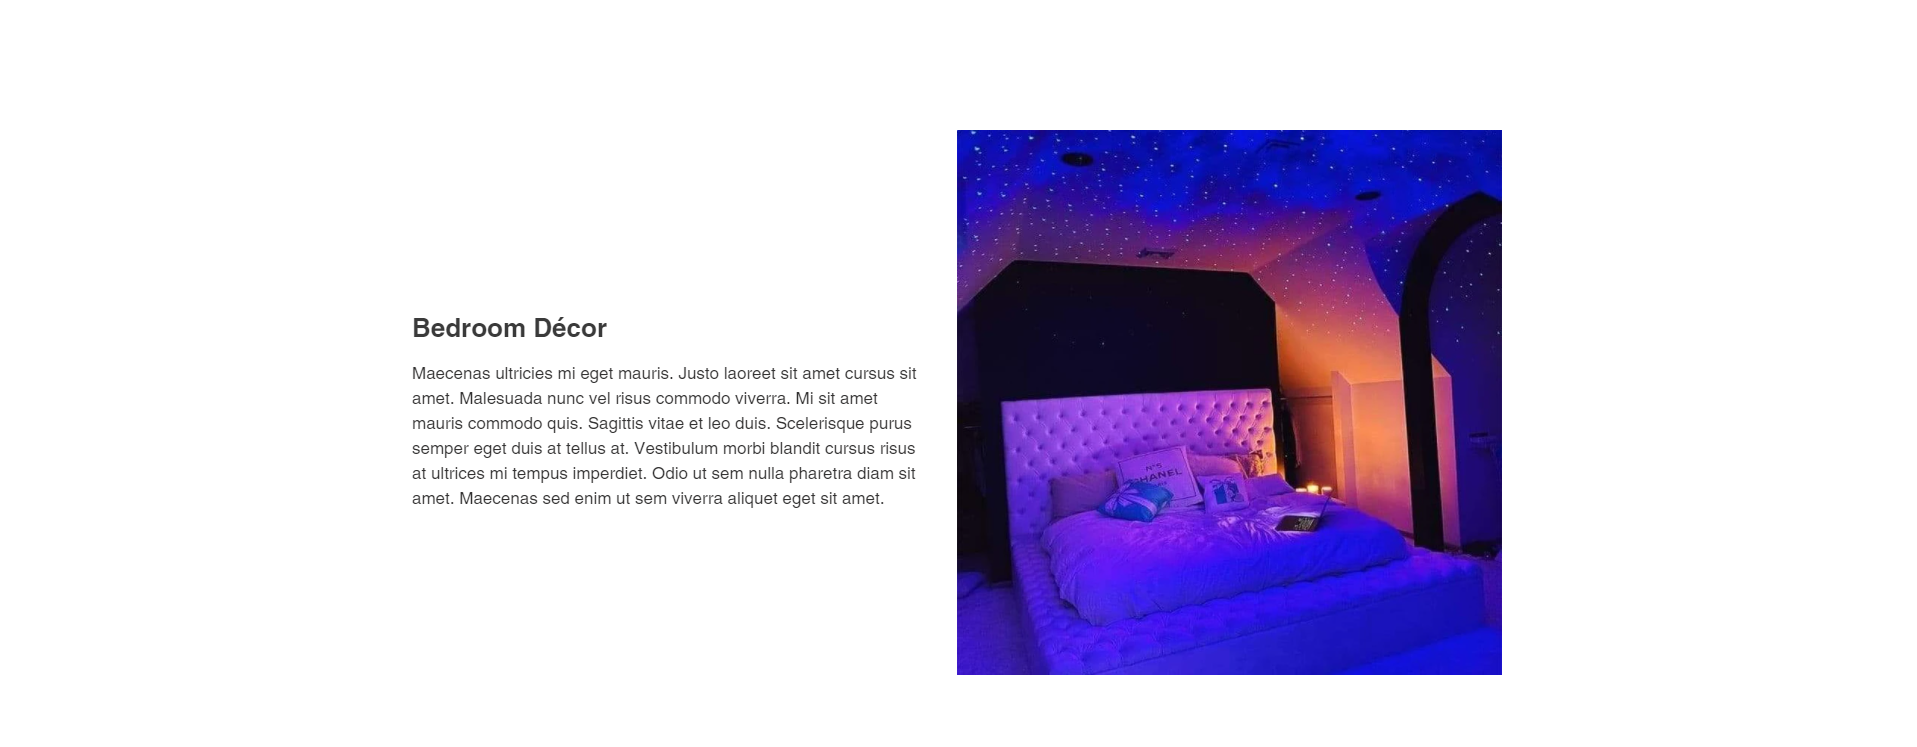 Bedroom Décor
Maecenas ultricies mi eget mauris. Justo laoreet sit amet cursus sit
amet. Malesuada nunc vel risus commodo viverra. Mi sit amet
mauris commodo quis. Sagittis vitae et leo duis. Scelerisque purus
semper eget duis at tellus at. Vestibulum morbi blandit cursus risus
at ultrices mi tempus imperdiet. Odio ut sem nulla pharetra diam sit
amet. Maecenas sed enim ut sem viverra aliquet eget sit amet.
N°5
CHANEL